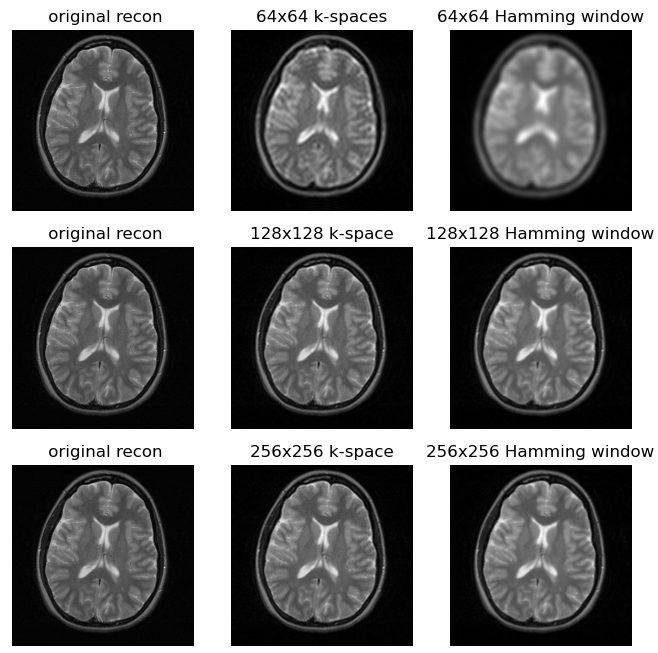 original recon
64x64 k-spaces
64x64 Hamming window
original recon
128x128 k-space
128x128 Hamming window
original recon
256x256 k-space
256x256 Hamming window